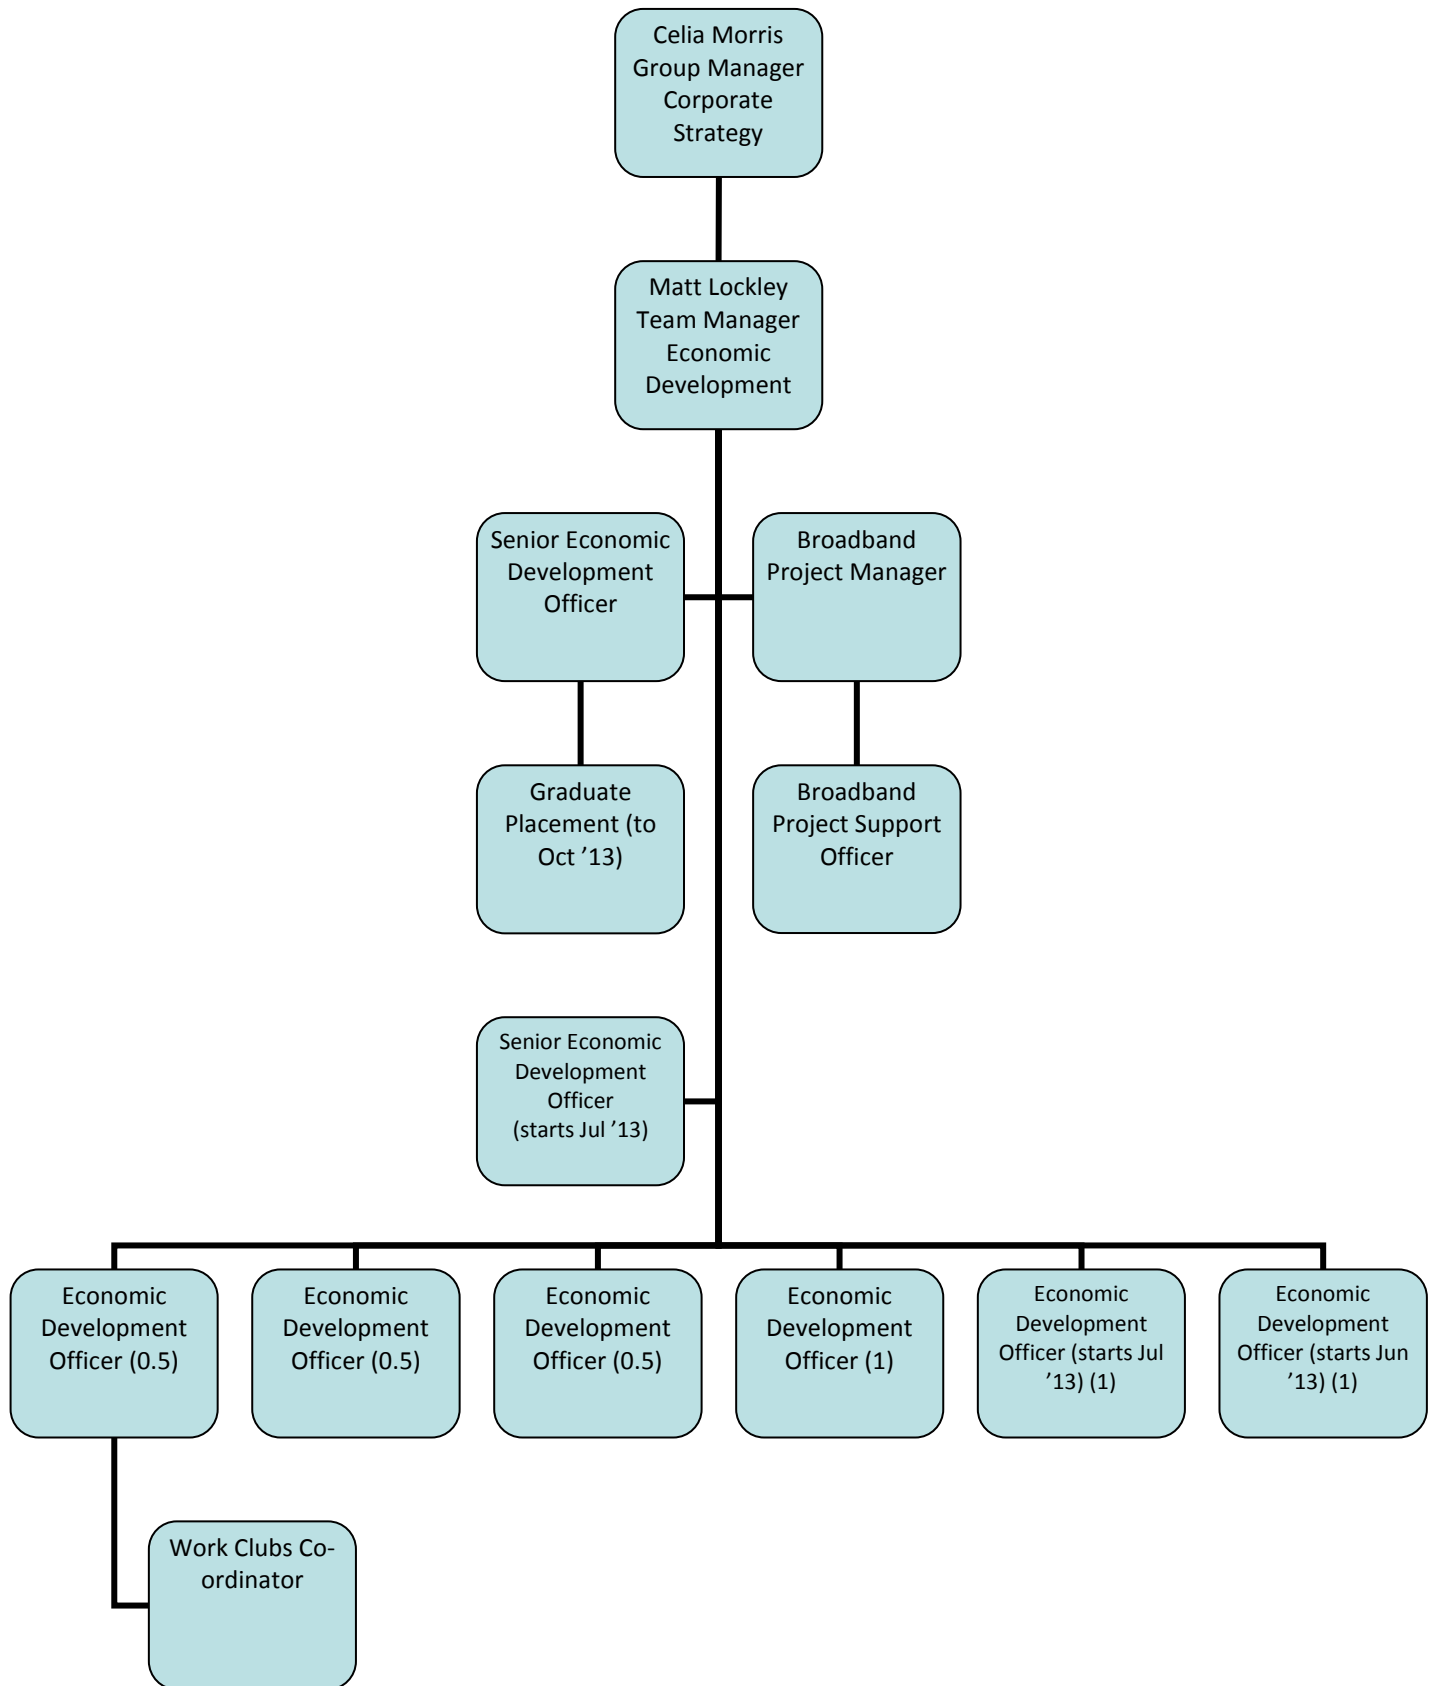 Celia Morris
Group Manager
Corporate
Strategy
Matt Lockley
Team Manager
Economic
Development
Senior Economic
Development
Officer
Broadband
Project Manager
Graduate
Placement (to
Oct ’13)
Broadband
Project Support
Officer
Senior Economic
Development
Officer
(starts Jul ’13)
Economic
Development
Officer (0.5)
Economic
Development
Officer (0.5)
Economic
Development
Officer (0.5)
Economic
Development
Officer (1)
Economic
Development
Officer (starts Jul
’13) (1)
Economic
Development
Officer (starts Jun
’13) (1)
Work Clubs Co-
ordinator